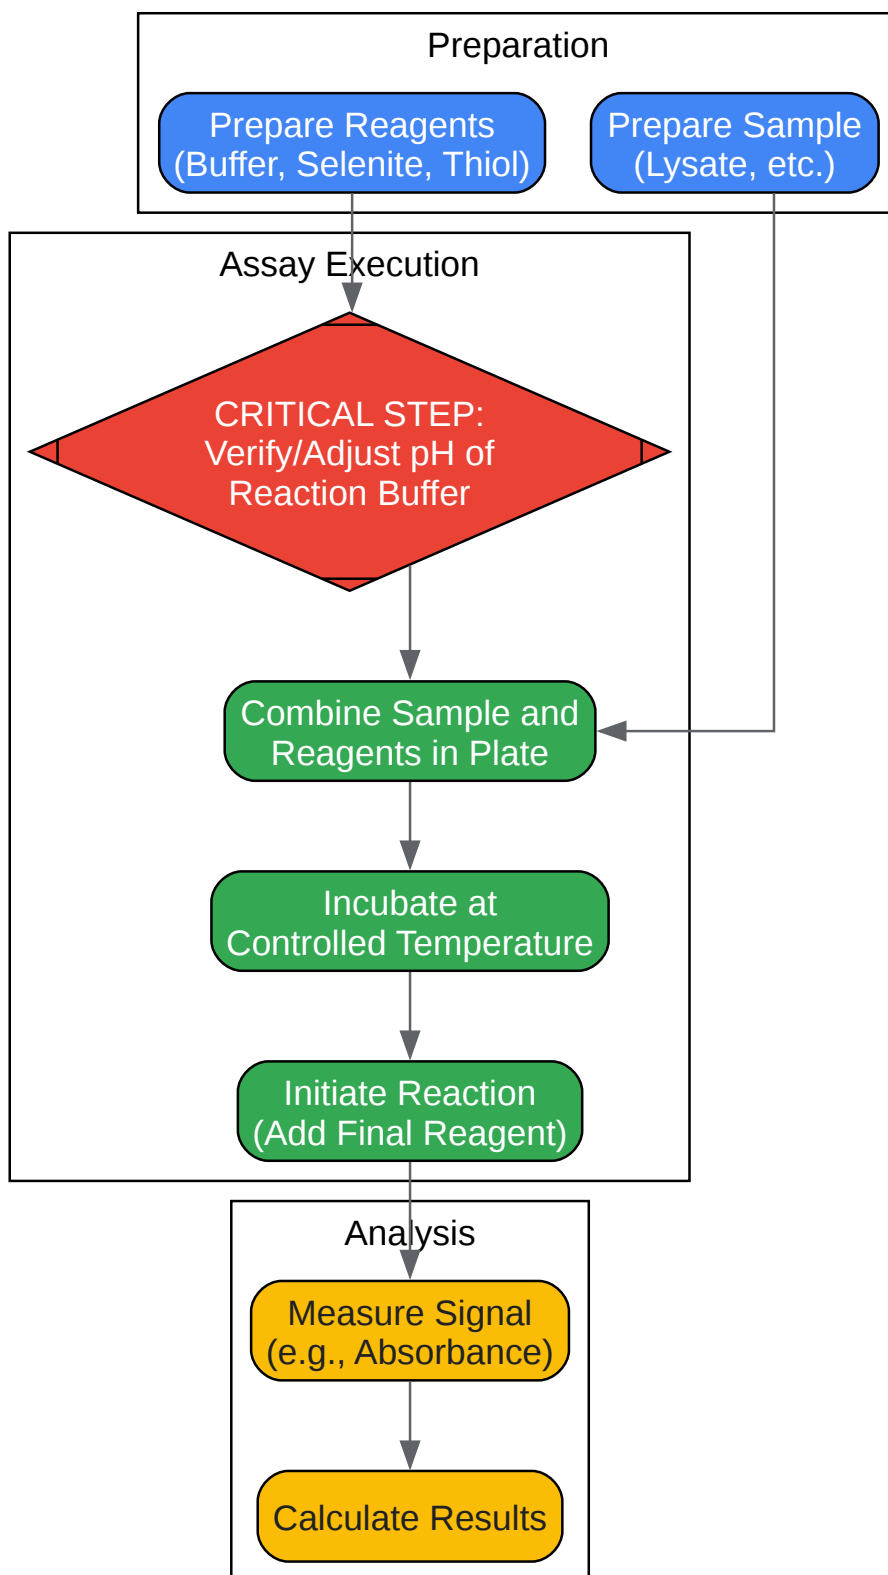 Preparation
Prepare Reagents
(Buffer, Selenite, Thiol)
Prepare Sample
(Lysate, etc.)
Assay Execution
CRITICAL STEP:
Verify/Adjust pH of
Reaction Buffer
Combine Sample and
Reagents in Plate
Incubate at
Controlled Temperature
Initiate Reaction
(Add Final Reagent)
Analysis
Measure Signal
(e.g., Absorbance)
Calculate Results